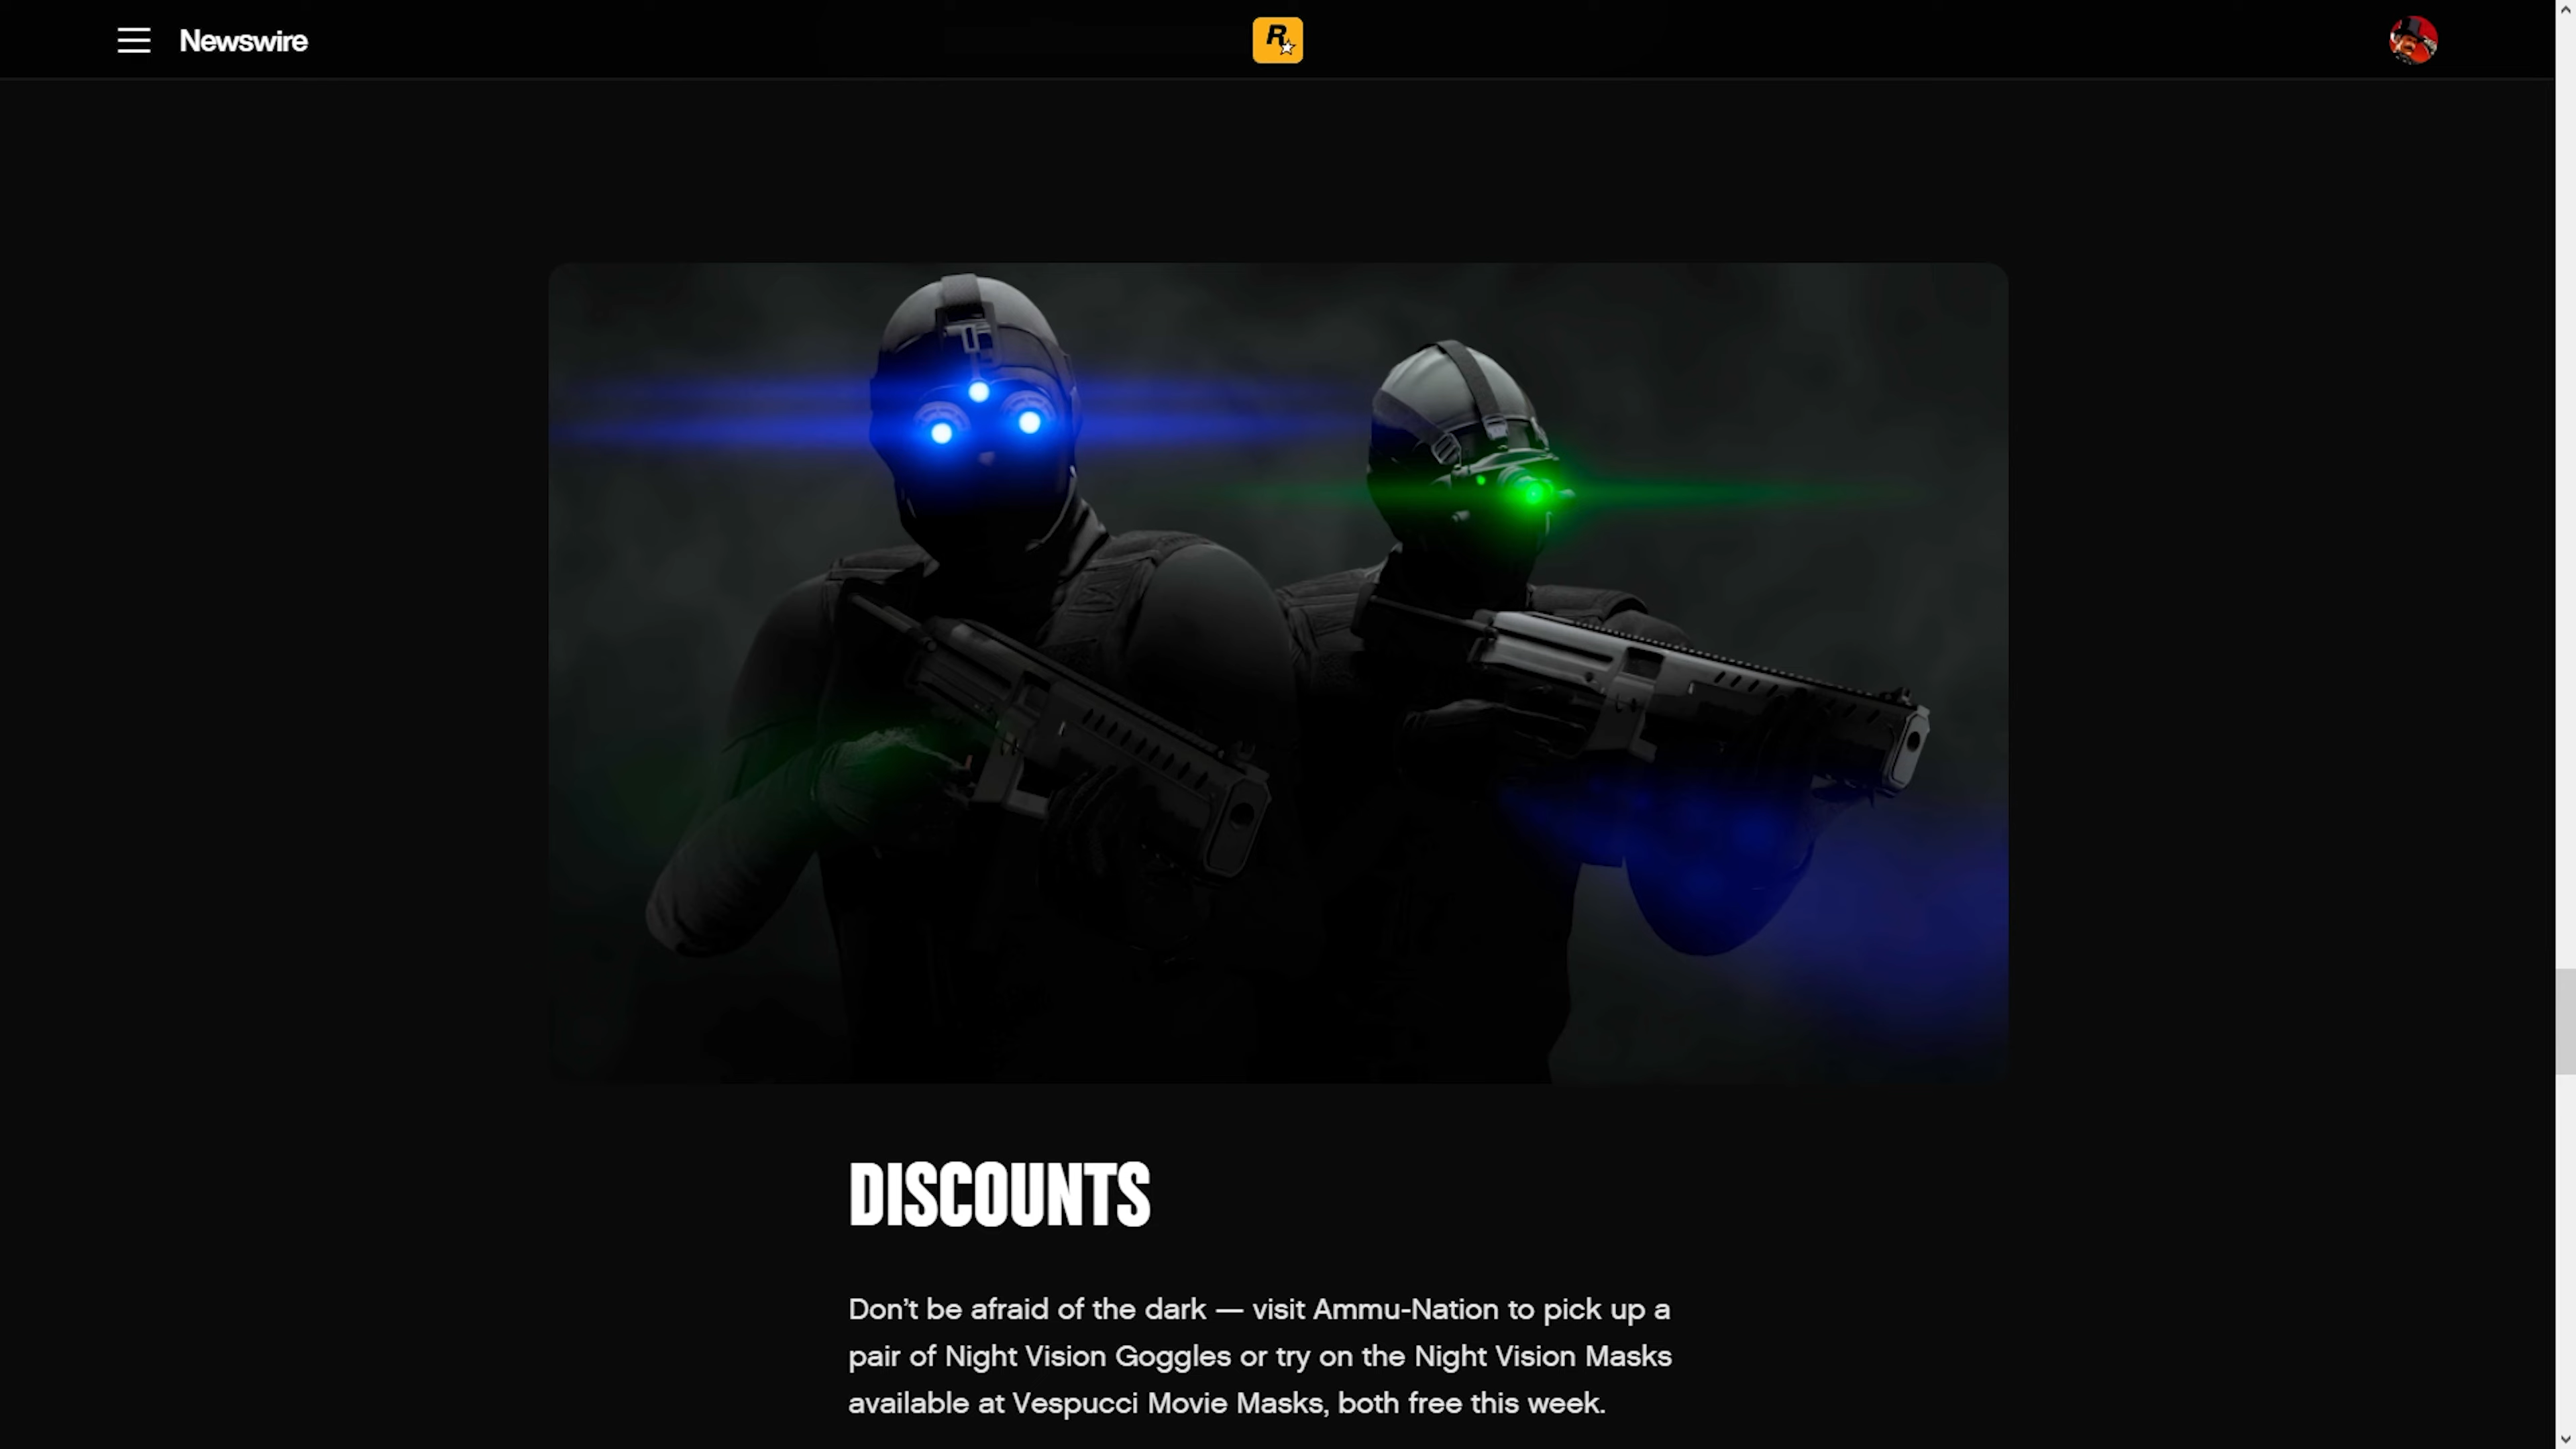 Newswire
R
DISCOUNTS
Don’t be afraid of the dark — visit Ammu-Nation to pick up a
pair of Night Vision Goggles or try on the Night Vision Masks
available at Vespucci Movie Masks, both free this week.